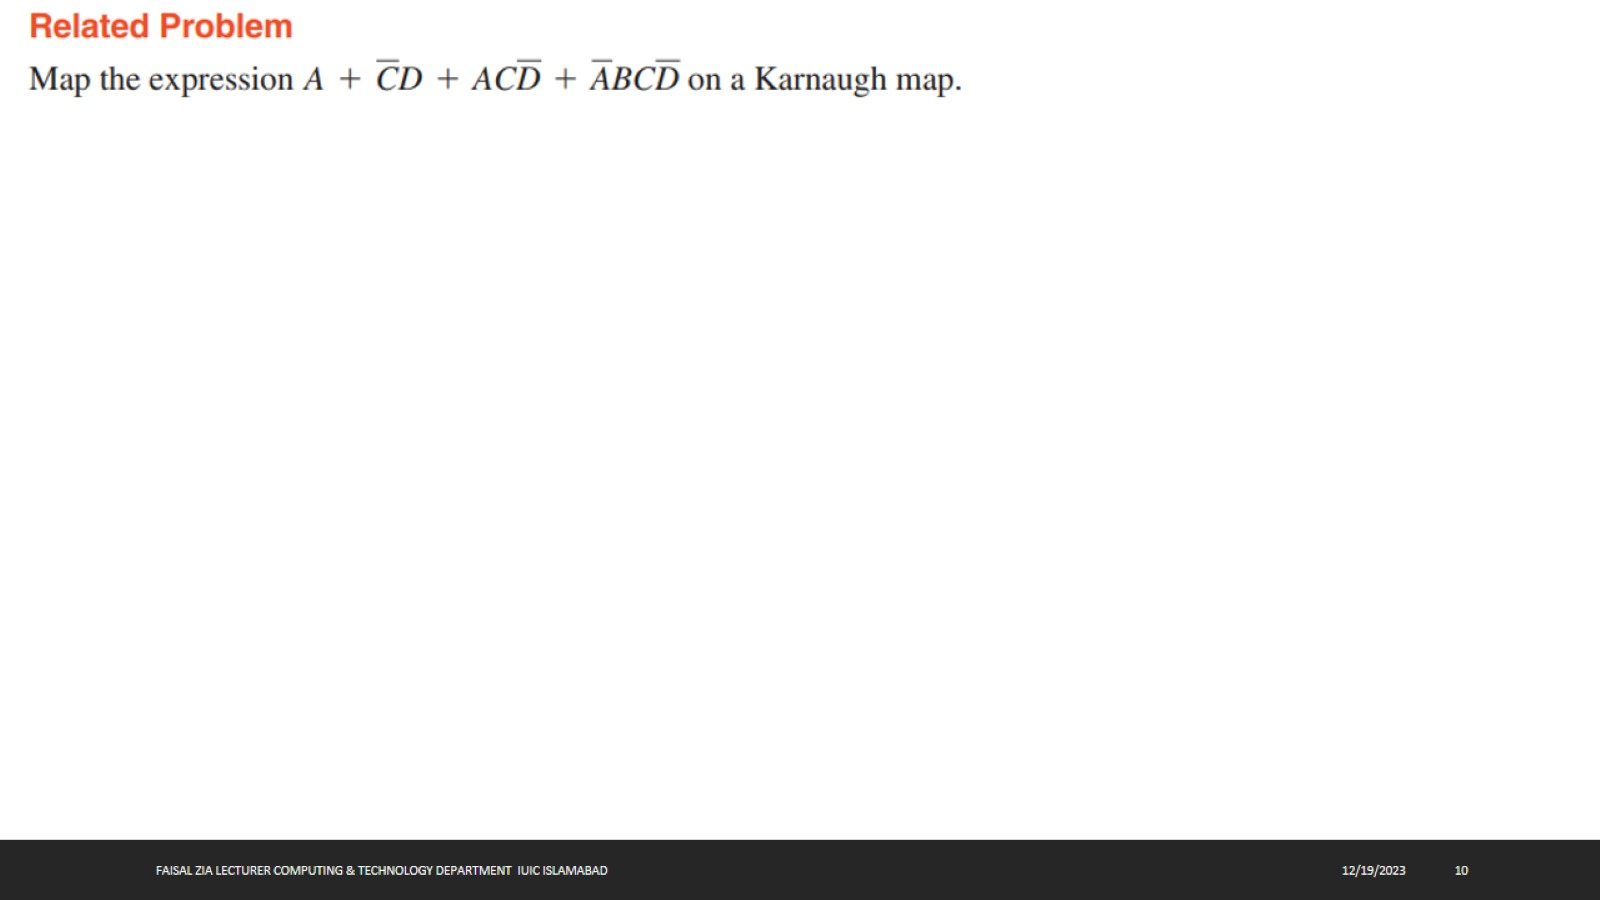 Related Problem
Map the expression A + C̅D + ACD̅ + A̅BCD̅ on a Karnaugh map.
FAISAL ZIA LECTURER COMPUTING & TECHNOLOGY DEPARTMENT IUIC ISLAMABAD
12/19/2023
10